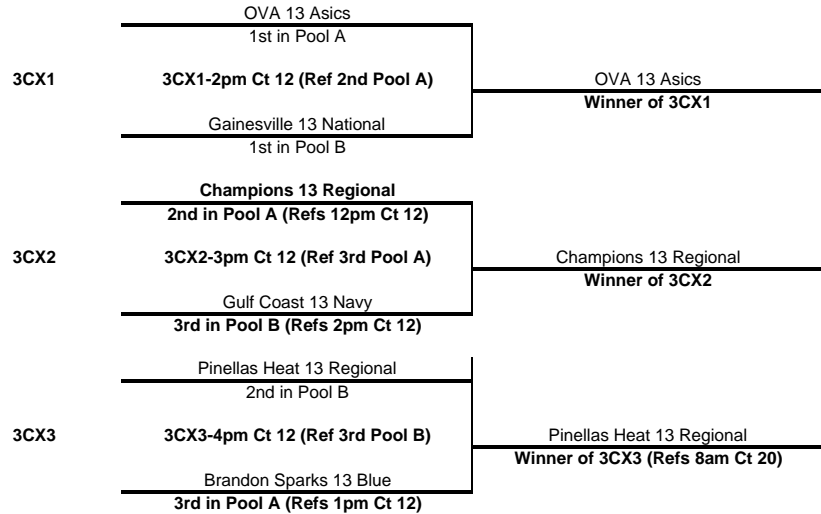 OVA 13 Asics
1st in Pool A
3CX1 3CX1-2pm Ct 12 (Ref 2nd Pool A) OVA 13 Asics
Winner of 3CX1
Gainesville 13 National
1st in Pool B
Champions 13 Regional
2nd in Pool A (Refs 12pm Ct 12)
3CX2 3CX2-3pm Ct 12 (Ref 3rd Pool A) Champions 13 Regional
Winner of 3CX2
Gulf Coast 13 Navy
3rd in Pool B (Refs 2pm Ct 12)
Pinellas Heat 13 Regional
2nd in Pool B
3CX3 3CX3-4pm Ct 12 (Ref 3rd Pool B) Pinellas Heat 13 Regional
Winner of 3CX3 (Refs 8am Ct 20)
Brandon Sparks 13 Blue
3rd in Pool A (Refs 1pm Ct 12)